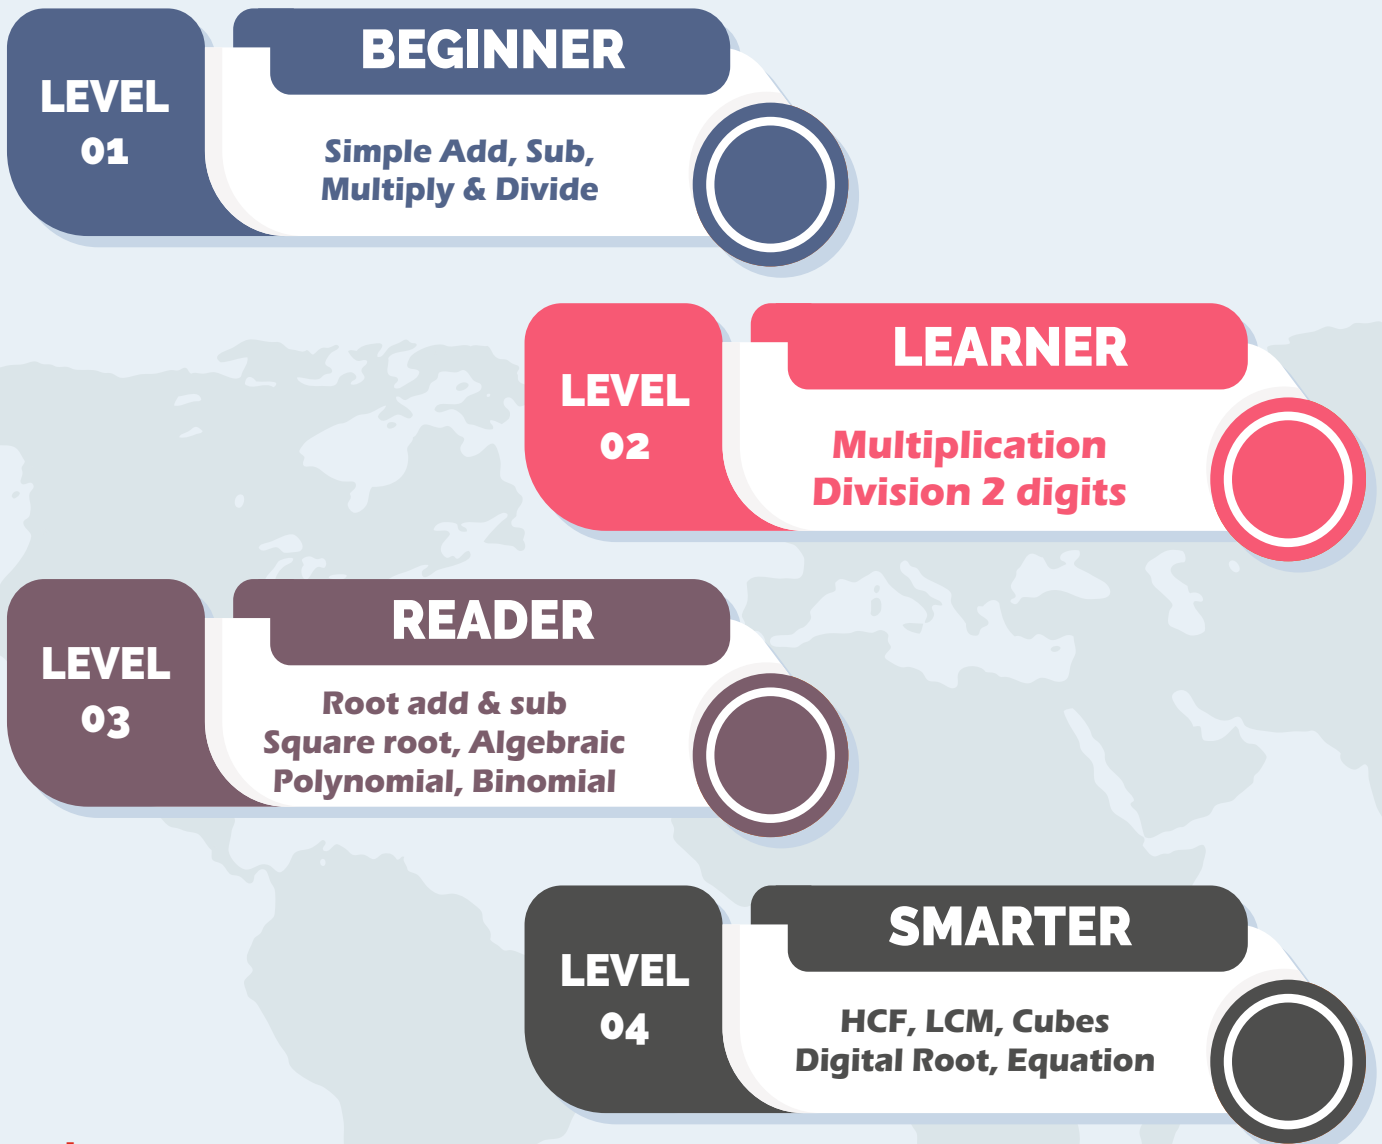 LEVEL
01
BEGINNER
Simple Add, Sub,
Multiply & Divide
LEVEL
02
LEARNER
Multiplication
Division 2 digits
LEVEL
03
READER
Root add & sub
Square root, Algebraic
Polynomial, Binomial
LEVEL
04
SMARTER
HCF, LCM, Cubes
Digital Root, Equation